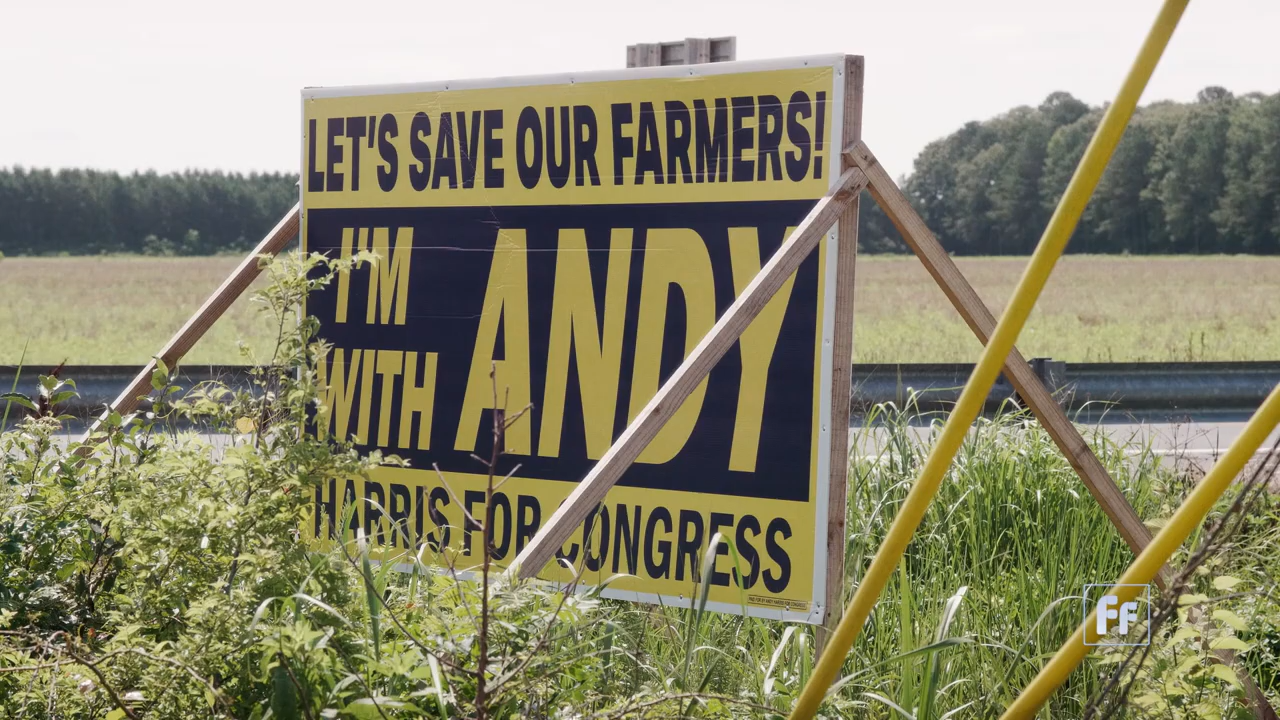 LET'S SAVE OUR FARMERS!
I'M
WITH
ANDY
HARRIS FOR CONGRESS
FF